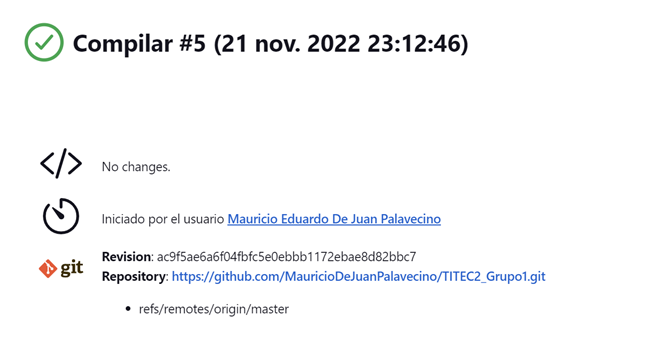 Compilar #5 (21 nov. 2022 23:12:46)
No changes.
Iniciado por el usuario Mauricio Eduardo De Juan Palavecino
git
Revision: ac9f5ae6a6f04fbfc5e0ebbb1172ebae8d82bbc7
Repository: https://github.com/MauricioDeJuanPalavecino/TITEC2_Grupo1.git
• refs/remotes/origin/master